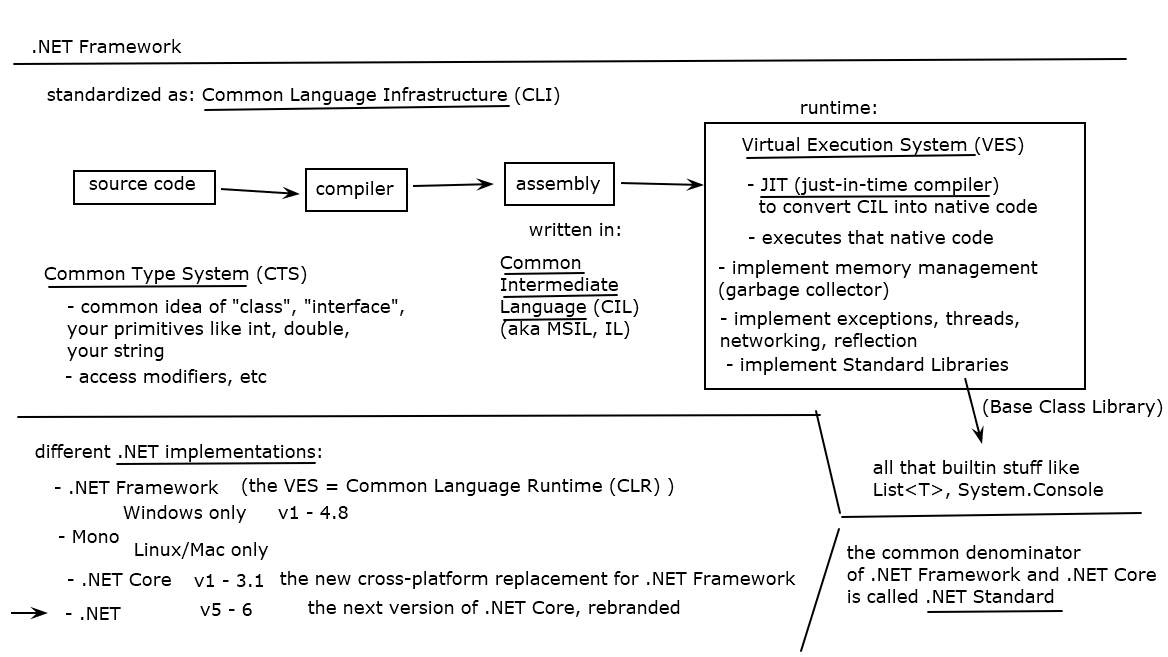 .NET Framework
standardized as: Common Language Infrastructure (CLI)
runtime:
source code
compiler
assembly
written in:
Common
Intermediate
Language (CIL)
(aka MSIL, IL)
Virtual Execution System (VES)
- JIT (just-in-time compiler)
to convert CIL into native code
- executes that native code
- implement memory management
(garbage collector)
- implement exceptions, threads,
networking, reflection
- implement Standard Libraries
(Base Class Library)
all that builtin stuff like
List<T>, System.Console
Common Type System (CTS)
- common idea of "class", "interface",
your primitives like int, double,
your string
- access modifiers, etc
different .NET implementations:
- .NET Framework (the VES = Common Language Runtime (CLR) )
Windows only v1 - 4.8
- Mono
Linux/Mac only
- .NET Core v1 - 3.1 the new cross-platform replacement for .NET Framework
- .NET v5 - 6 the next version of .NET Core, rebranded
the common denominator
of .NET Framework and .NET Core
is called .NET Standard